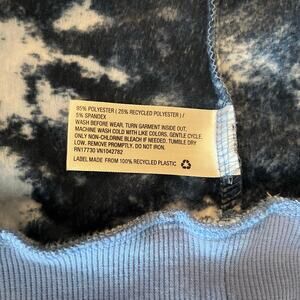 95% POLYESTER ( 25% RECYCLED POLYESTER ) /
5% SPANDEX
WASH BEFORE WEAR. TURN GARMENT INSIDE OUT.
MACHINE WASH COLD WITH LIKE COLORS. GENTLE CYCLE.
ONLY NON-CHLORINE BLEACH IF NEEDED. TUMBLE DRY
LOW. REMOVE PROMPTLY. DO NOT IRON.
RN17730 VN1042782
LABEL MADE FROM 100% RECYCLED PLASTIC